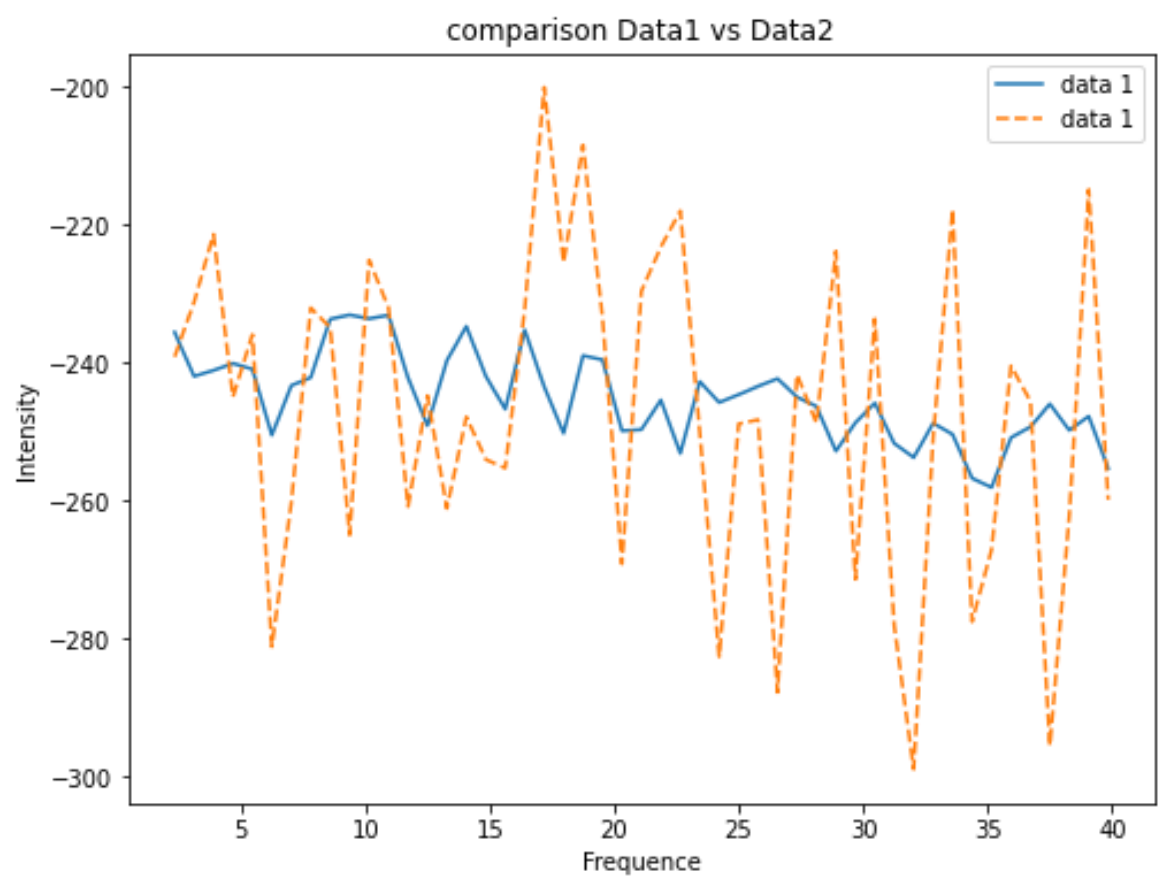 comparison Data1 vs Data2
data 1
data 1
−200
−220
−240
−260
−280
−300
Intensity
5 10 15 20 25 30 35 40
Frequence